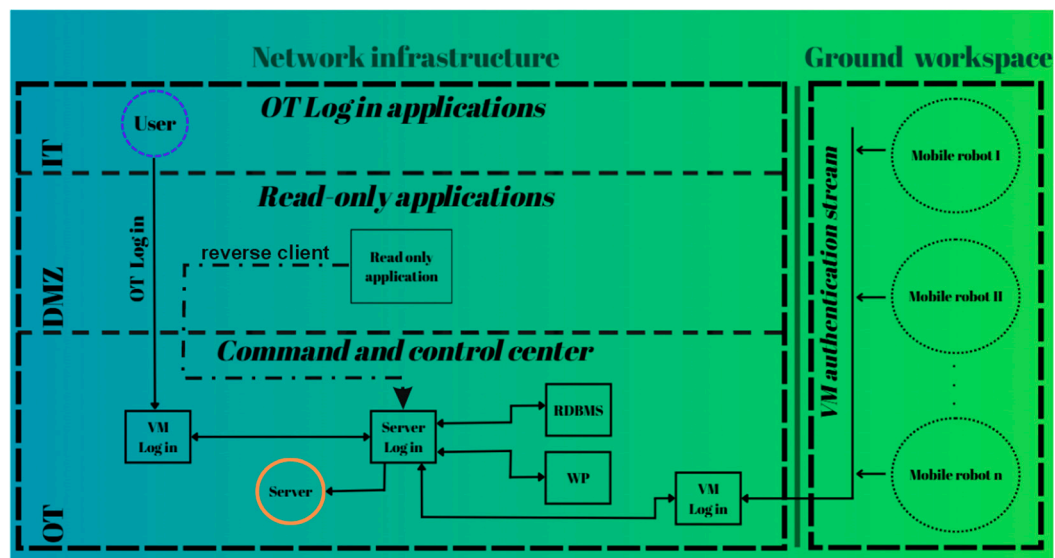 Network infrastructure
Ground workspace
OT Log in applications
User
IT
Read-only applications
reverse client
Read only
application
OT Log in
DMZ
Command and control center
VM
Log in
Server
Log in
RDBMS
WP
Server
VM
Log in
OT
VM authentication stream
Mobile robot I
Mobile robot II
Mobile robot n